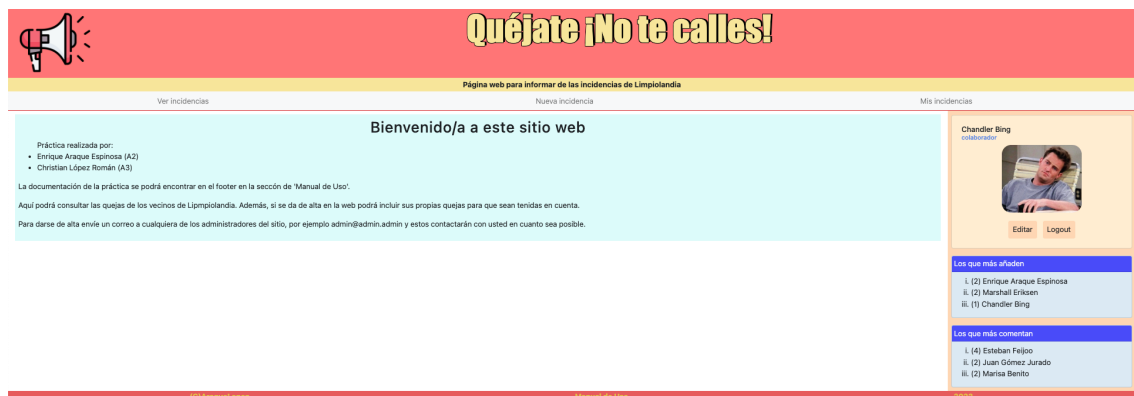 Quéjate ¡No te calles!
Página web para informar de las incidencias de Limpiolandia
Ver incidencias
Nueva incidencia
Mis incidencias
Bienvenido/a a este sitio web
Práctica realizada por:
Enrique Araque Espinosa (A2)
Christian López Román (A3)
La documentación de la práctica se podrá encontrar en el footer en la seccón de 'Manual de Uso'.
Aquí podrá consultar las quejas de los vecinos de Lipmpiolandia. Además, si se da de alta en la web podrá incluir sus propias quejas para que sean tenidas en cuenta.
Para darse de alta envíe un correo a cualquiera de los administradores del sitio, por ejemplo admin@admin.admin y estos contactarán con usted en cuanto sea posible.
Chandler Bing
colaborador
Editar Logout
Los que más añaden
i. (2) Enrique Araque Espinosa
ii. (2) Marshall Eriksen
iii. (1) Chandler Bing
Los que más comentan
i. (4) Esteban Feijoo
ii. (2) Juan Gómez Jurado
iii. (2) Marisa Benito
Manual de Uso